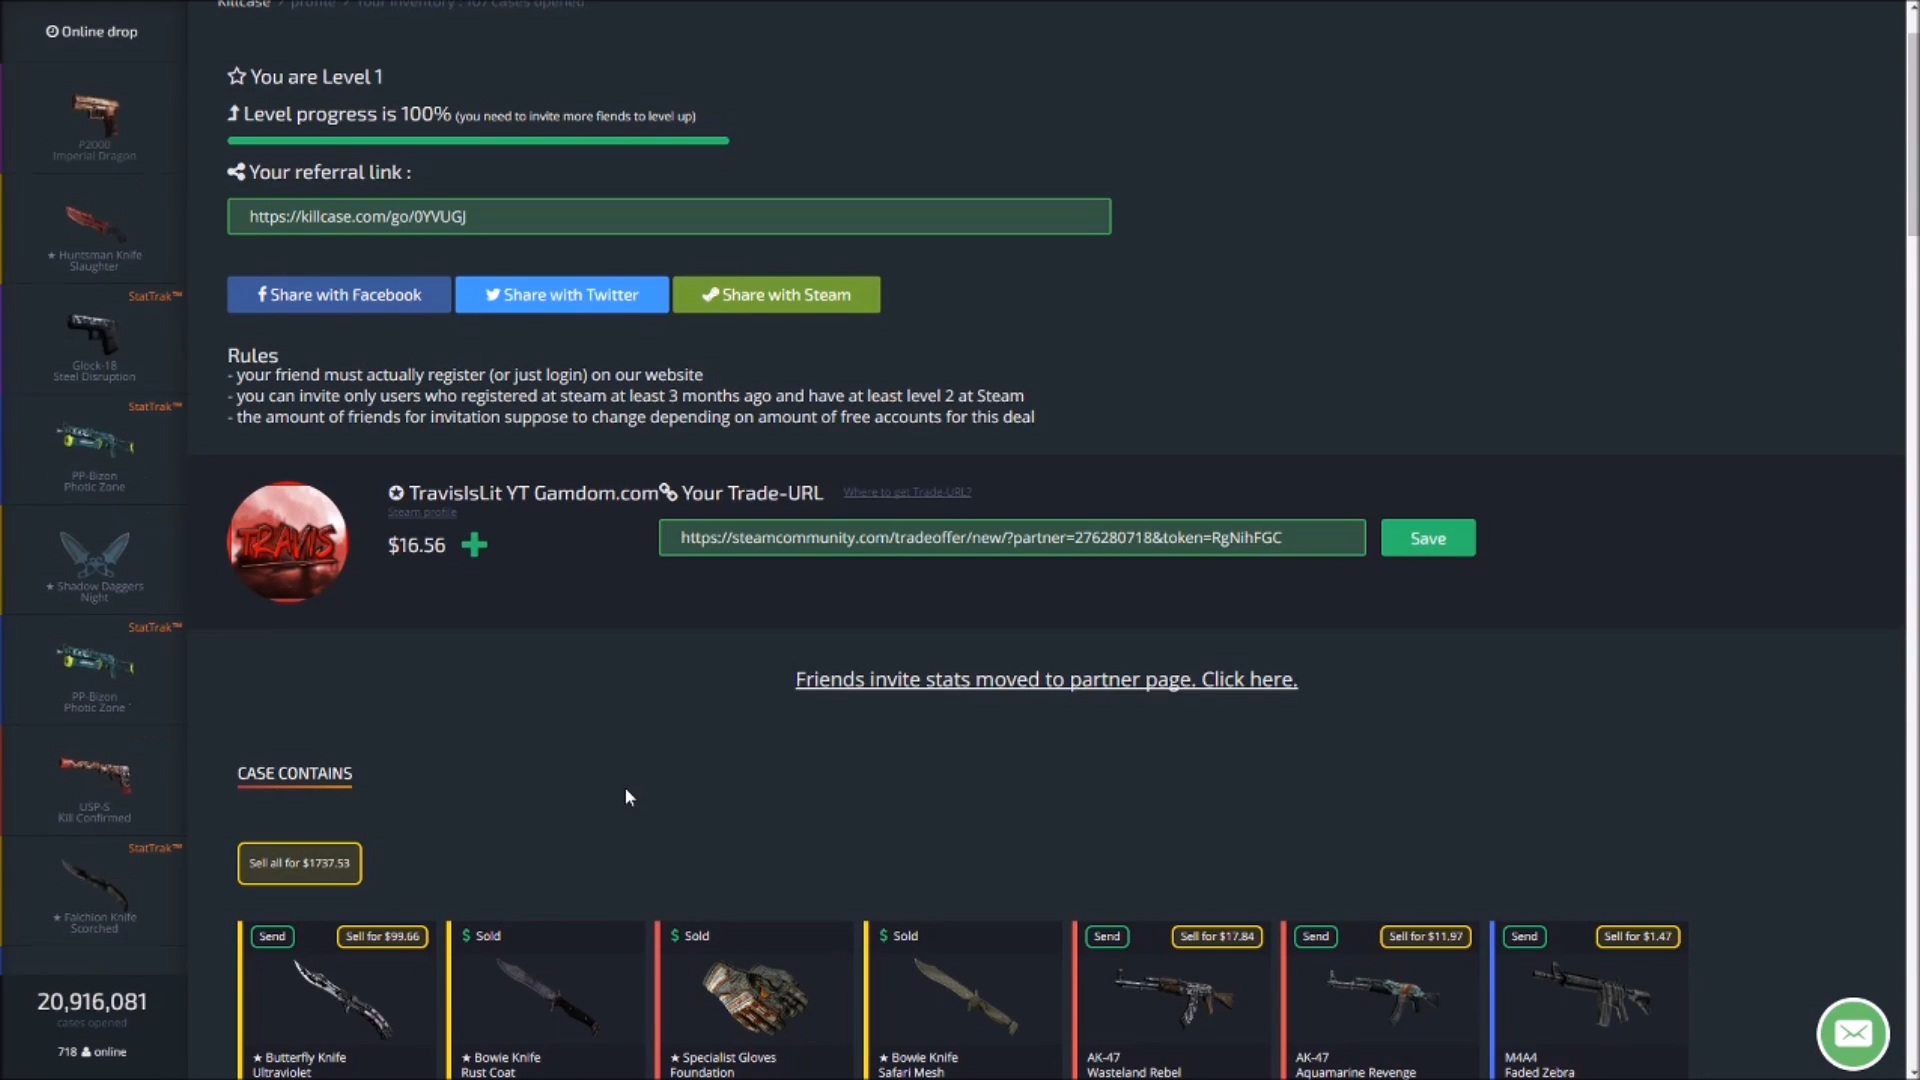 Killcase / profile / Your inventory : 167 cases opened
Online drop
P2000
Imperial Dragon
★ Huntsman Knife
Slaughter
StatTrak™
Glock-18
Steel Disruption
StatTrak™
PP-Bizon
Photic Zone
★ Shadow Daggers
Night
StatTrak™
PP-Bizon
Photic Zone
USP-S
Kill Confirmed
StatTrak™
★ Falchion Knife
Scorched
20,916,081
cases opened
718 online
You are Level 1
Level progress is 100% (you need to invite more fiends to level up)
Your referral link :
https://killcase.com/go/0YVUGJ
Share with Facebook
Share with Twitter
Share with Steam
Rules
- your friend must actually register (or just login) on our website
- you can invite only users who registered at steam at least 3 months ago and have at least level 2 at Steam
- the amount of friends for invitation suppose to change depending on amount of free accounts for this deal
TRAVIS
TravisIsLit YT Gamdom.com
Steam profile
$16.56
Your Trade-URL Where to get Trade-URL?
https://steamcommunity.com/tradeoffer/new/?partner=276280718&token=RgNihFGC
Save
Friends invite stats moved to partner page. Click here.
CASE CONTAINS
Sell all for $1737.53
Send Sell for $99.66
★ Butterfly Knife
Ultraviolet
$ Sold
★ Bowie Knife
Rust Coat
$ Sold
★ Specialist Gloves
Foundation
$ Sold
★ Bowie Knife
Safari Mesh
Send Sell for $17.84
AK-47
Wasteland Rebel
Send Sell for $11.97
AK-47
Aquamarine Revenge
Send Sell for $1.47
M4A4
Faded Zebra